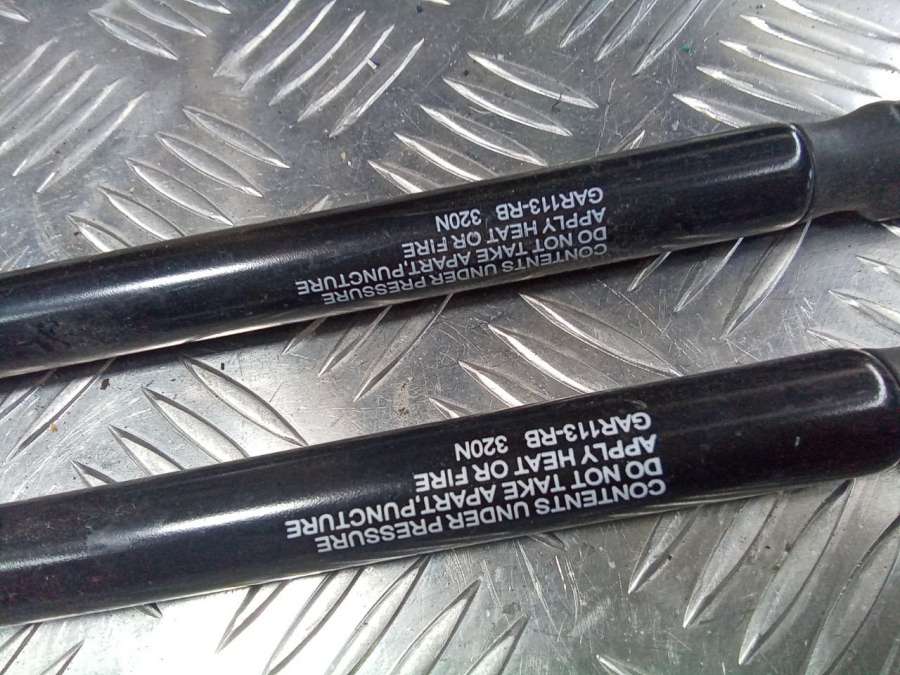 CONTENTS UNDER PRESSURE
DO NOT TAKE APART,PUNCTURE
APPLY HEAT OR FIRE
GAR113-RB 320N
CONTENTS UNDER PRESSURE
DO NOT TAKE APART,PUNCTURE
APPLY HEAT OR FIRE
GAR113-RB 320N